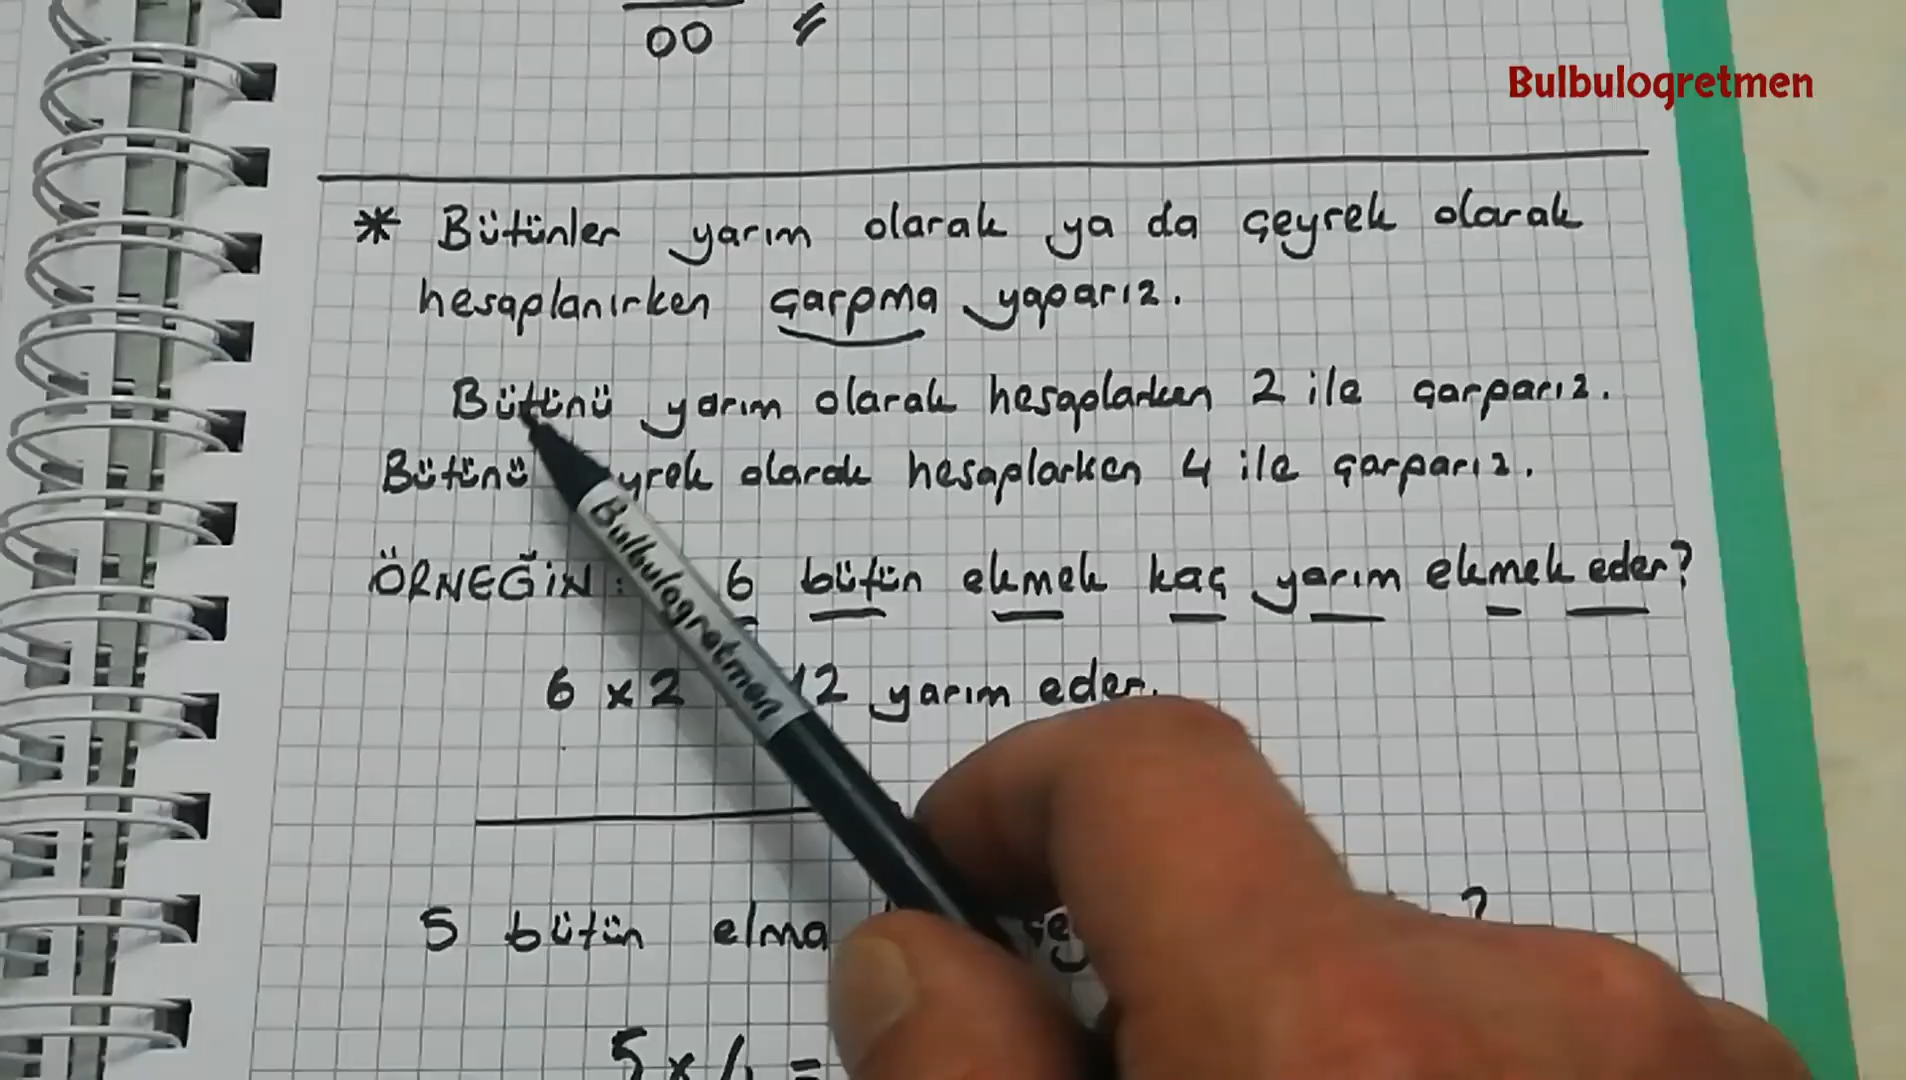 00
Bulbulogretmen
* Bütünler yarım olarak ya da çeyrek olarak
hesaplanırken çarpma yaparız.
Bütünü yarım olarak hesaplarken 2 ile çarparız.
Bütünü olarak hesaplarken 4 ile çarparız.
ÖRNEĞİN: 6 bütün ekmek kaç yarım ekmek eder?
Bulbulogretmen
6 x 2 12 yarım eder.
5 bütün elma ?
5 x 4 =